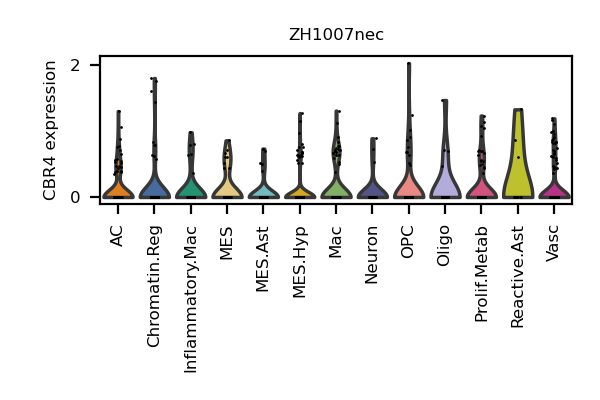 ZH1007nec
CBR4 expression
2
0
AC
Chromatin.Reg
Inflammatory.Mac
MES
MES.Ast
MES.Hyp
Mac
Neuron
OPC
Oligo
Prolif.Metab
Reactive.Ast
Vasc